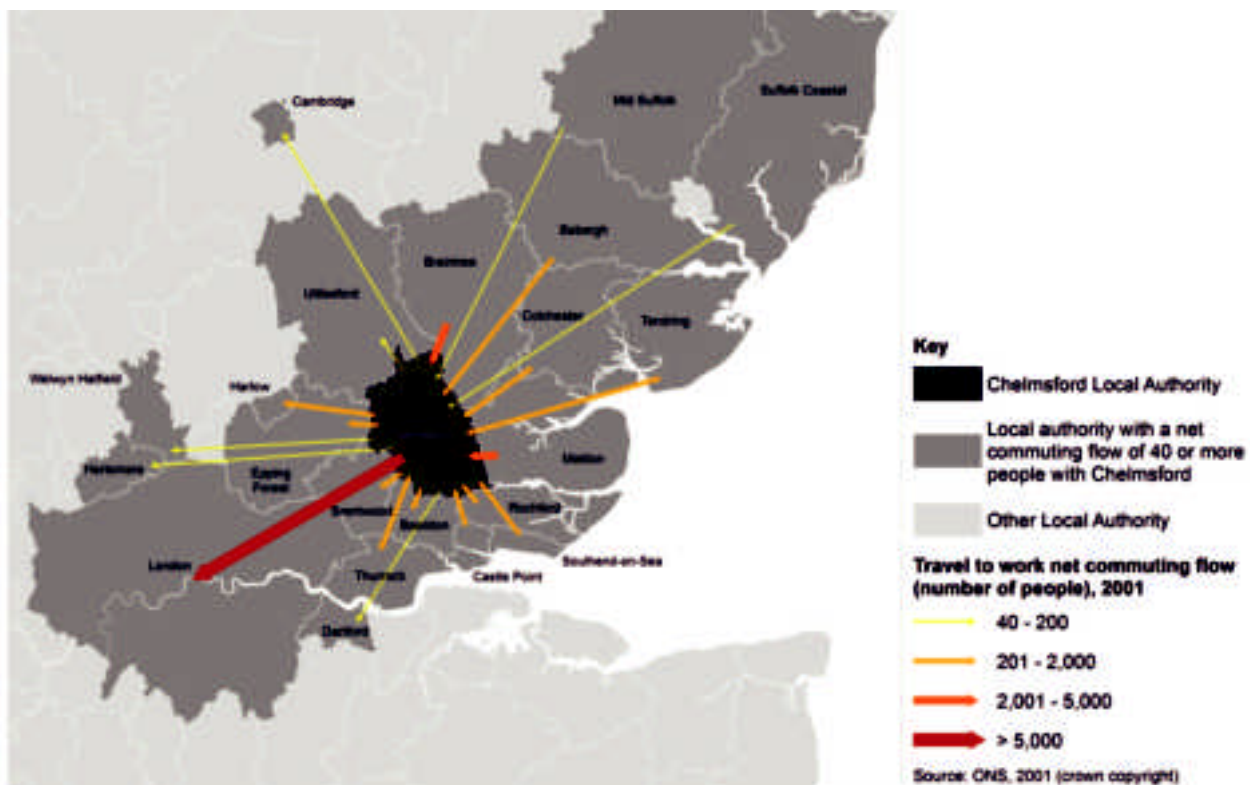 Cambridge
Mid Suffolk
Suffolk Coastal
Babergh
Braintree
Uttlesford
Colchester
Tendring
Welwyn Hatfield
Harlow
Hertsmere
Epping
Forest
Maldon
Brentwood
Basildon
Rochford
London
Thurrock
Castle Point
Southend-on-Sea
Dartford
Key
Chelmsford Local Authority
Local authority with a net
commuting flow of 40 or more
people with Chelmsford
Other Local Authority
Travel to work net commuting flow
(number of people), 2001
40 - 200
201 - 2,000
2,001 - 5,000
> 5,000
Source: ONS, 2001 (crown copyright)